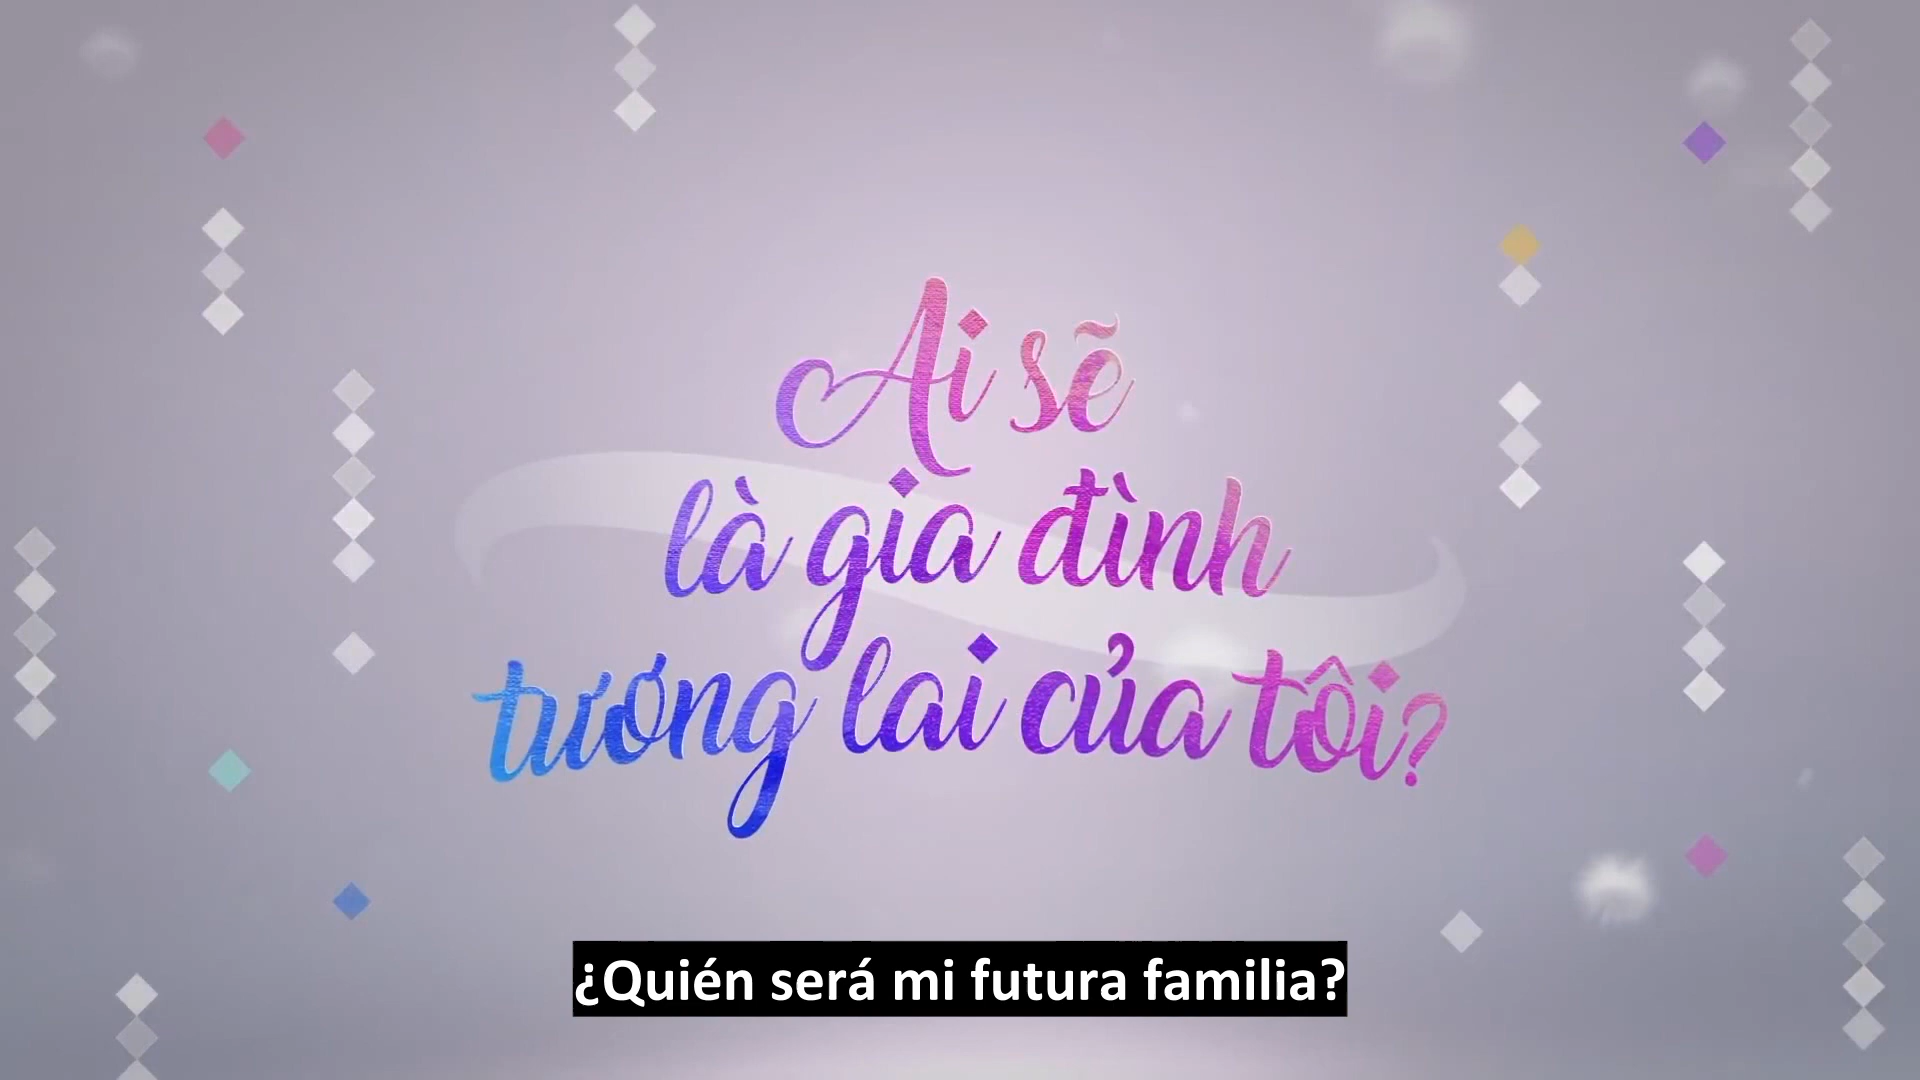 Ai sẽ
là gia đình
tương lai của tôi?
¿Quién será mi futura familia?